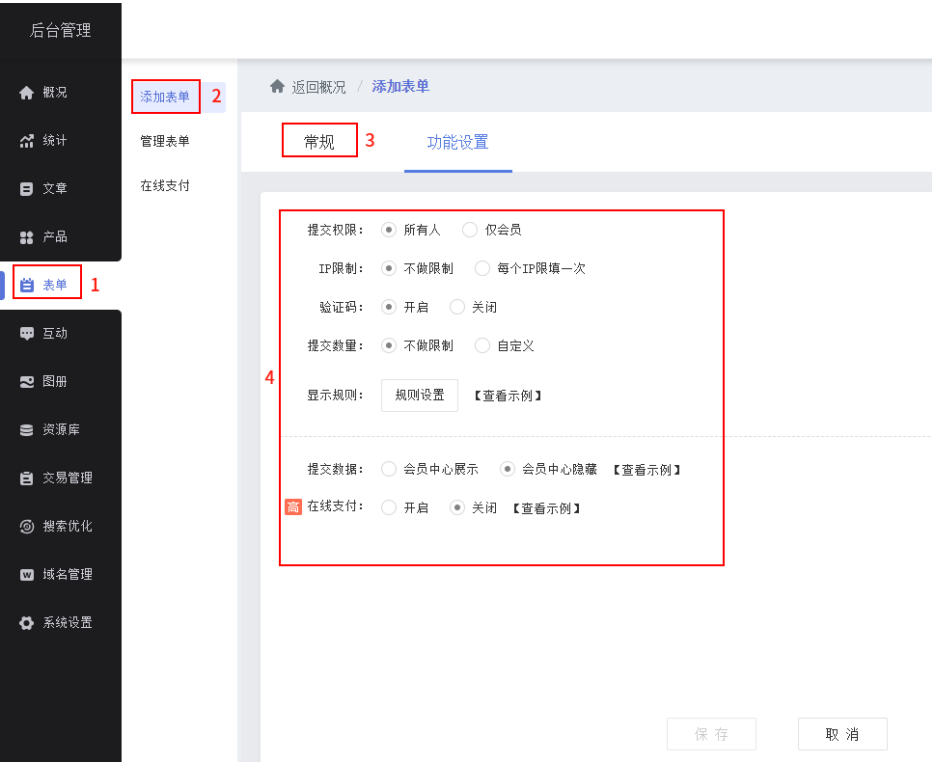 后台管理
概况
统计
文章
产品
表单 1
互动
图册
资源库
交易管理
搜索优化
域名管理
系统设置
添加表单 2
管理表单
在线支付
返回概况 / 添加表单
常规 3 功能设置
4
提交权限: 所有人 仅会员
IP限制: 不做限制 每个IP限填一次
验证码: 开启 关闭
提交数量: 不做限制 自定义
显示规则: 规则设置 【查看示例】
提交数据: 会员中心展示 会员中心隐藏 【查看示例】
高 在线支付: 开启 关闭 【查看示例】
保存 取消